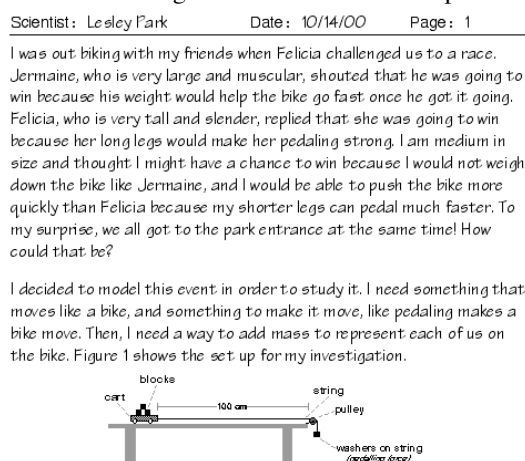 Scientist: Lesley Park Date: 10/14/00 Page: 1
I was out biking with my friends when Felicia challenged us to a race.
Jermaine, who is very large and muscular, shouted that he was going to
win because his weight would help the bike go fast once he got it going.
Felicia, who is very tall and slender, replied that she was going to win
because her long legs would make her pedaling strong. I am medium in
size and thought I might have a chance to win because I would not weigh
down the bike like Jermaine, and I would be able to push the bike more
quickly than Felicia because my shorter legs can pedal much faster. To
my surprise, we all got to the park entrance at the same time! How
could that be?
I decided to model this event in order to study it. I need something that
moves like a bike, and something to make it move, like pedaling makes a
bike move. Then, I need a way to add mass to represent each of us on
the bike. Figure 1 shows the set up for my investigation.
blocks
cart
100 cm
string
pulley
washers on string
(pedalling force)